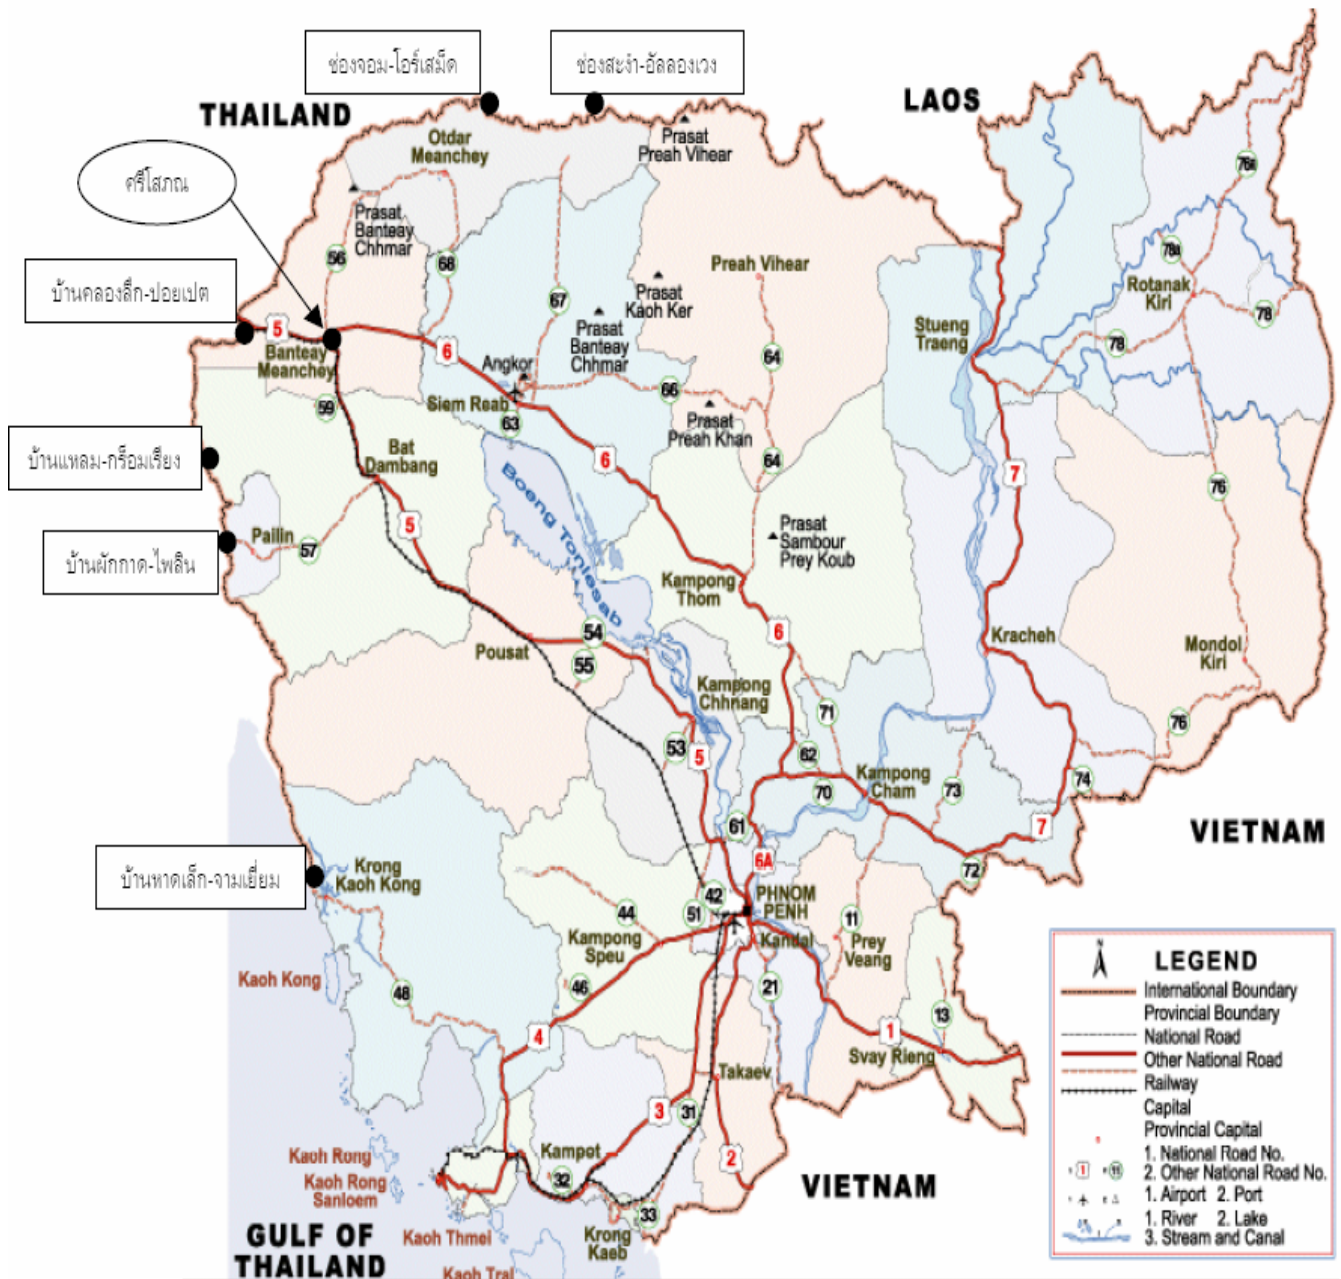 ช่องจอม-โอร์เสม็ด
ช่องสะงำ-อัลลองเวง
THAILAND
LAOS
ศรีโสภณ
Otdar
Meanchey
Prasat
Preah Vihear
76B
Prasat
Banteay
Chhmar
56
68
67
Preah Vihear
Prasat
Kaoh Ker
78B
Rotanak
Kiri
78
78
บ้านคลองลึก-ปอยเปต
5
Banteay
Meanchey
6
Prasat
Banteay
Chhmar
64
Stueng
Traeng
Angkor
Siem Reab
63
66
59
Prasat
Preah Khan
บ้านแหลม-กร็อมเรียง
Bat
Dambang
6
64
7
76
Boeng Tonlesab
5
Pailin
57
บ้านผักกาด-ไพลิน
Prasat
Sambour
Prey Koub
Kampong
Thom
54
6
Kracheh
Mondol
Kiri
Pousat
55
Kampong
Chhnang
71
76
53
5
62
Kampong
Cham
70
73
74
61
7
VIETNAM
6A
72
บ้านหาดเล็ก-จามเยี่ยม
Krong
Kaoh Kong
42
PHNOM
PENH
44
51
11
Kampong
Speu
Kandal
Prey
Veang
Kaoh Kong
48
46
21
13
4
1
Svay Rieng
Takaev
3
31
Kaoh Rong
Kampot
2
Kaoh Rong
Sanloem
32
VIETNAM
33
Kaoh Thmei
Krong
Kaeb
GULF OF
THAILAND
Kaoh Tral
N
LEGEND
International Boundary
Provincial Boundary
National Road
Other National Road
Railway
Capital
Provincial Capital
1. National Road No.
1 11 2. Other National Road No.
1. Airport 2. Port
1. River 2. Lake
3. Stream and Canal